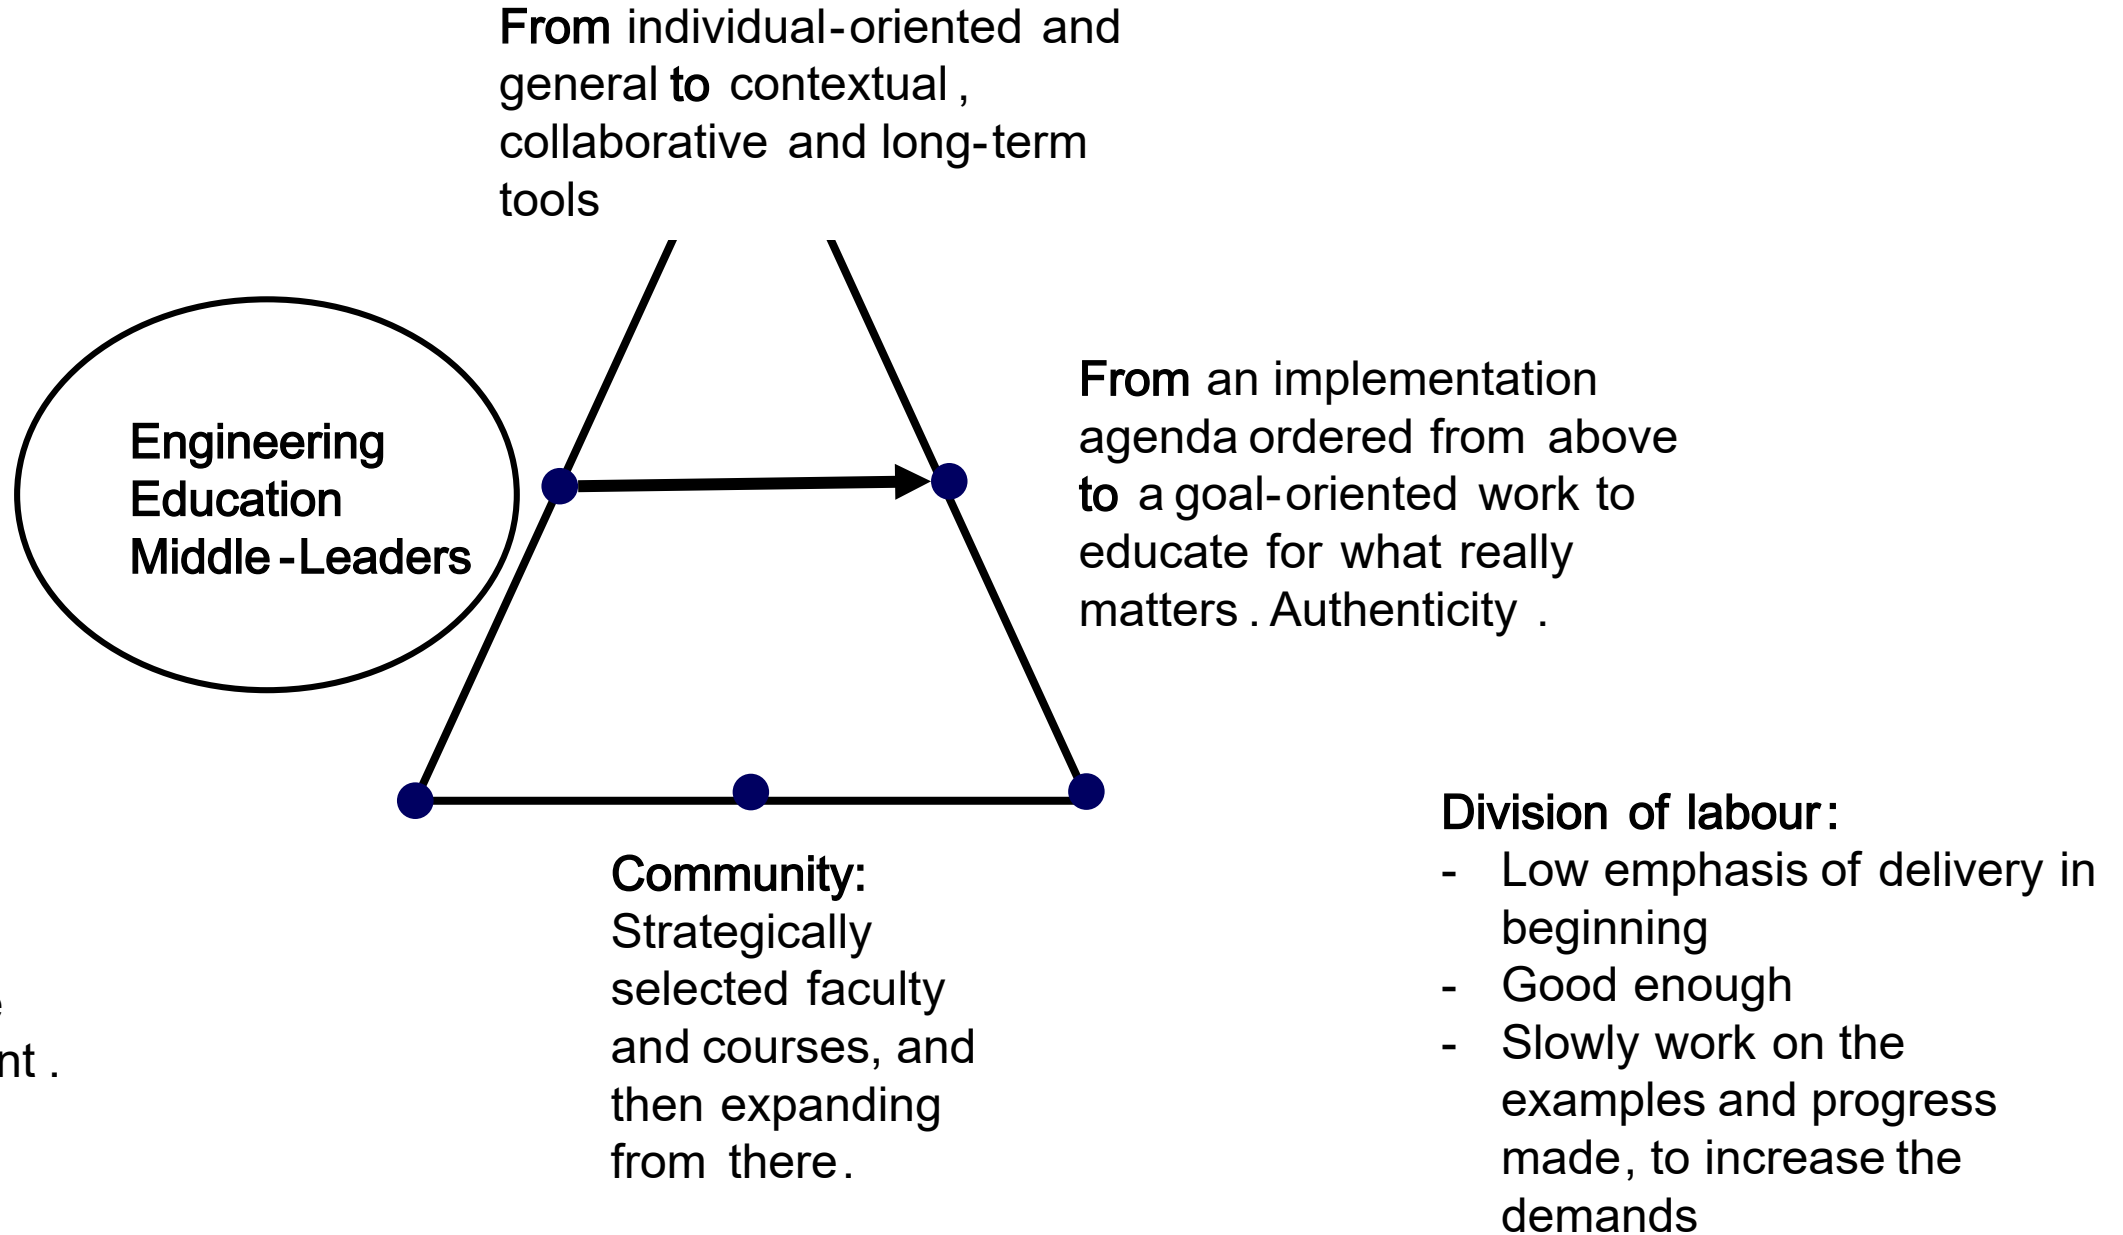 From individual-oriented and
general to contextual,
collaborative and long-term
tools
Engineering
Education
Middle-Leaders
From an implementation
agenda ordered from above
to a goal-oriented work to
educate for what really
matters. Authenticity.
Community:
Strategically
selected faculty
and courses, and
then expanding
from there.
Division of labour:
- Low emphasis of delivery in
beginning
- Good enough
- Slowly work on the
examples and progress
made, to increase the
demands